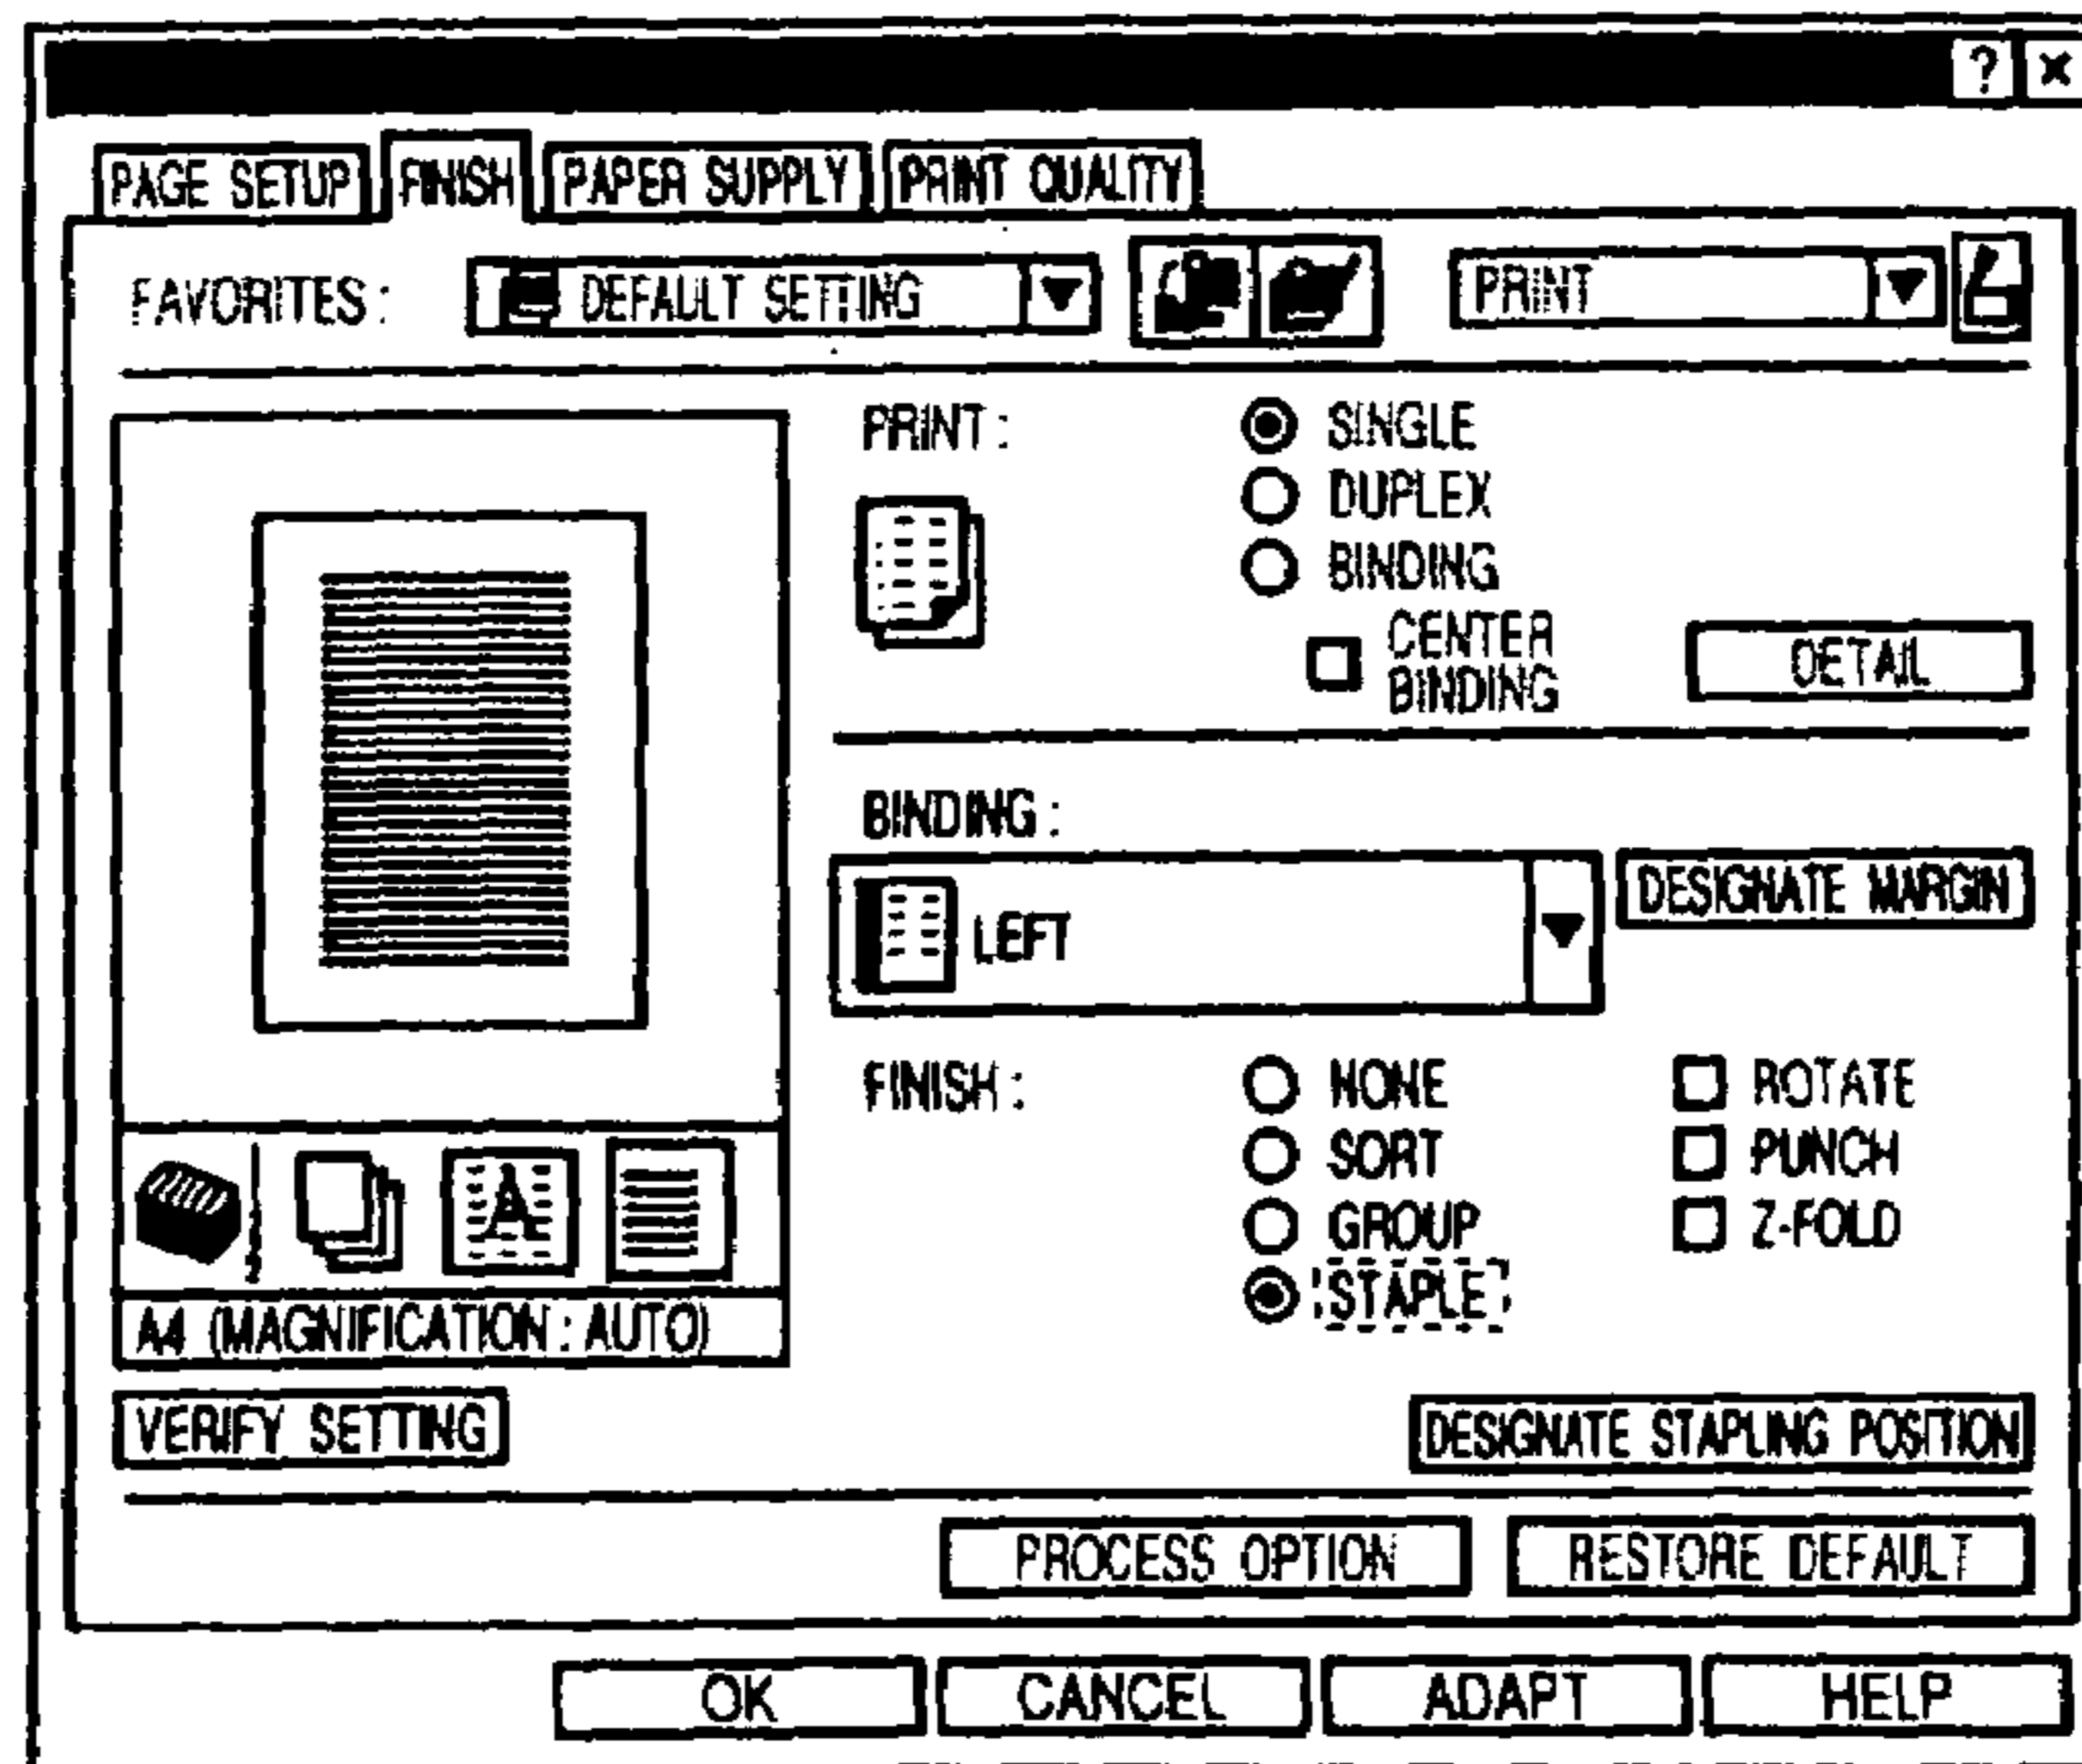 ? ×
PAGE SETUP FINISH PAPER SUPPLY PRINT QUALITY
FAVORITES : DEFAULT SETTING PRINT
PRINT : SINGLE
DUPLEX
BINDING
CENTER
BINDING
DETAIL
BINDING :
LEFT
DESIGNATE MARGIN
FINISH : NONE ROTATE
SORT PUNCH
GROUP Z-FOLD
STAPLE
A
A4 (MAGNIFICATION : AUTO)
VERIFY SETTING DESIGNATE STAPLING POSITION
PROCESS OPTION RESTORE DEFAULT
OK CANCEL ADAPT HELP